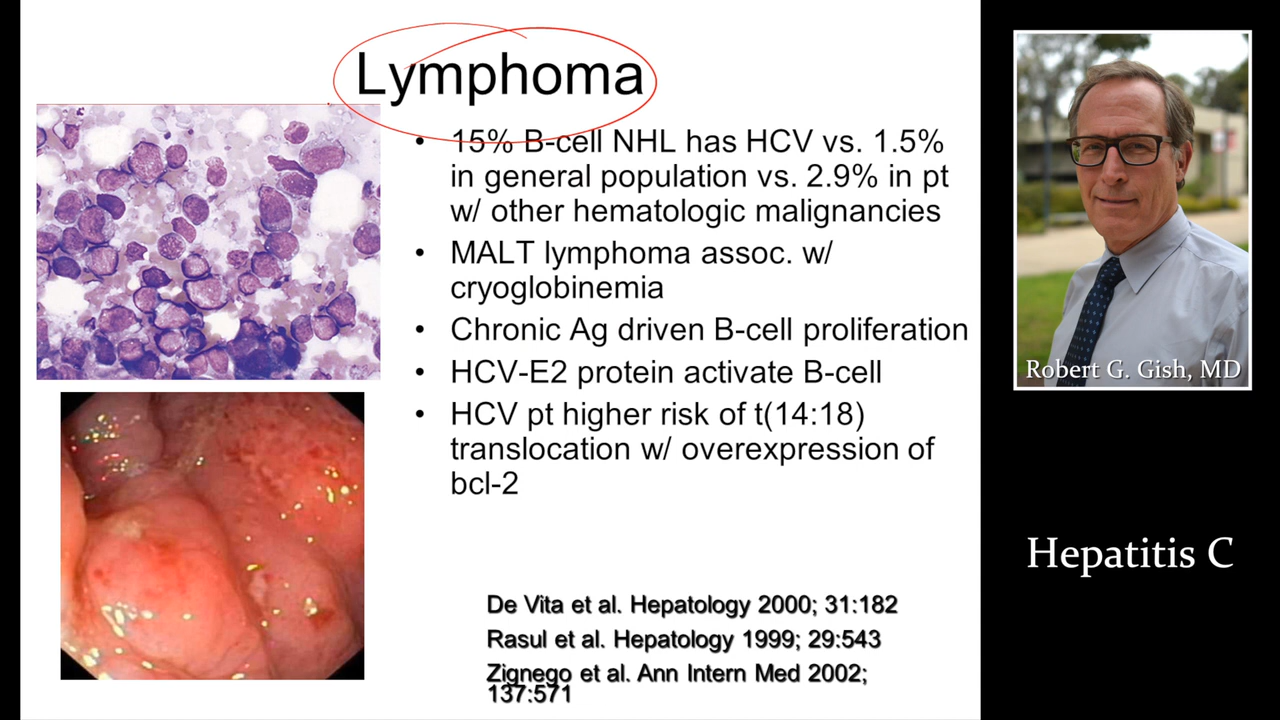 Lymphoma
• 15% B-cell NHL has HCV vs. 1.5%
in general population vs. 2.9% in pt
w/ other hematologic malignancies
• MALT lymphoma assoc. w/
cryoglobinemia
• Chronic Ag driven B-cell proliferation
• HCV-E2 protein activate B-cell
• HCV pt higher risk of t(14:18)
translocation w/ overexpression of
bcl-2
De Vita et al. Hepatology 2000; 31:182
Rasul et al. Hepatology 1999; 29:543
Zignego et al. Ann Intern Med 2002;
137:571
Robert G. Gish, MD
Hepatitis C